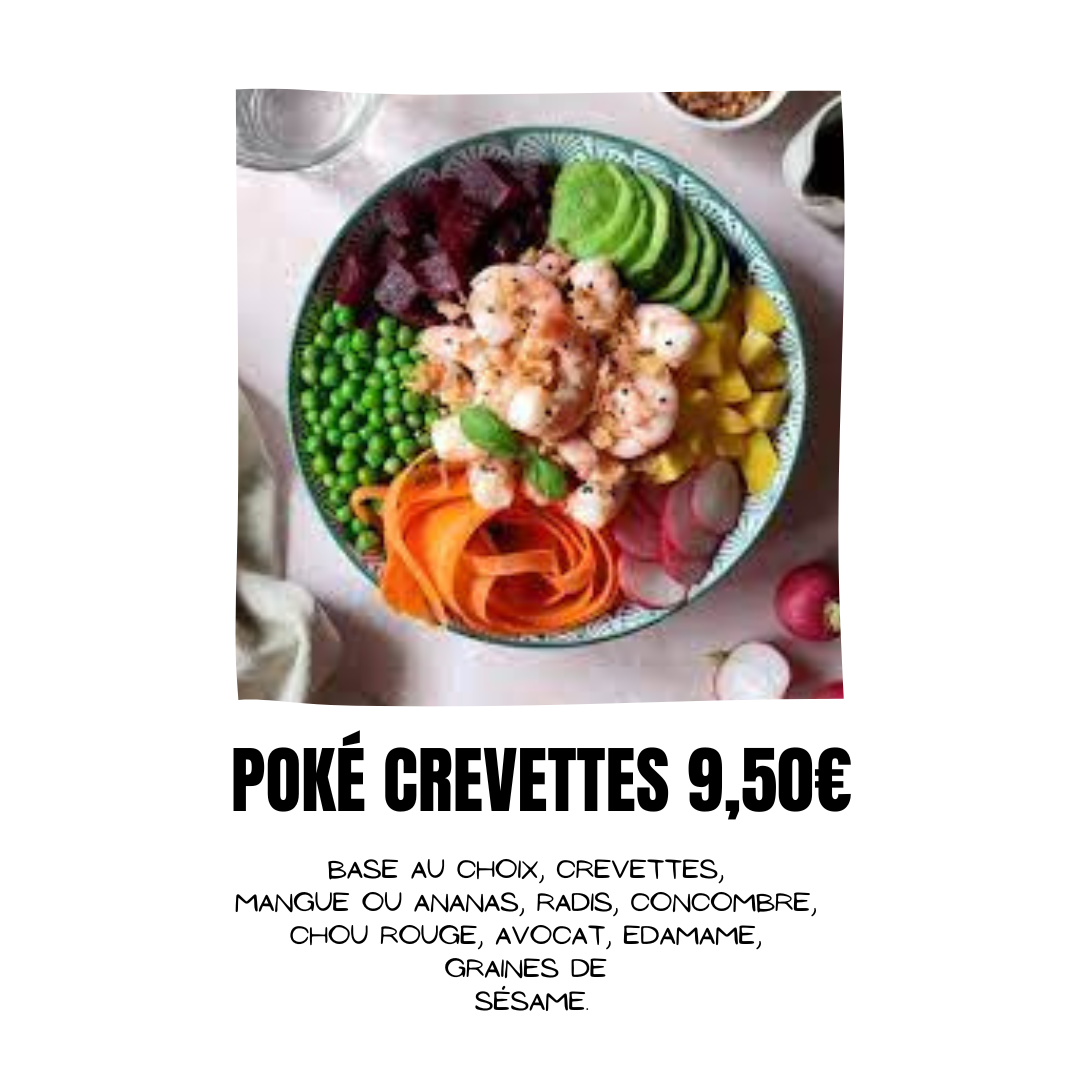 POKÉ CREVETTES 9,50€
BASE AU CHOIX, CREVETTES,
MANGUE OU ANANAS, RADIS, CONCOMBRE,
CHOU ROUGE, AVOCAT, EDAMAME,
GRAINES DE
SÉSAME.